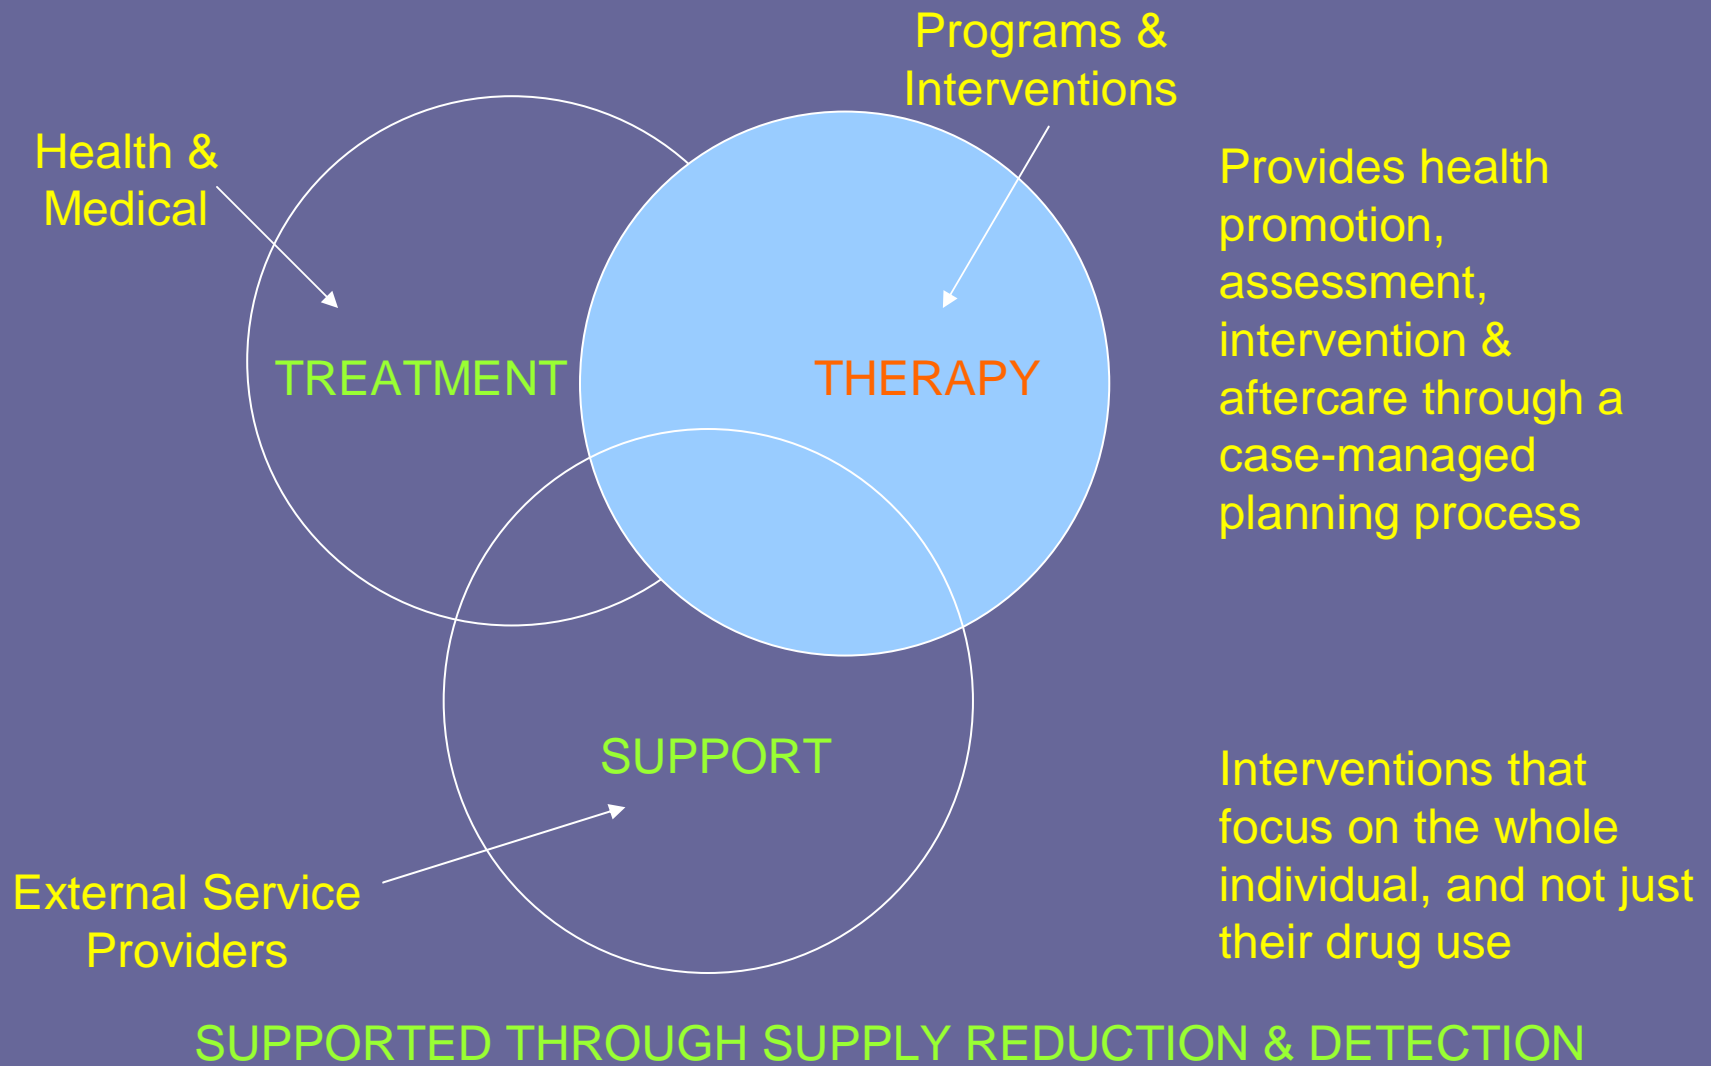 Programs &
Interventions
Health &
Medical
TREATMENT
THERAPY
SUPPORT
External Service
Providers
Provides health
promotion,
assessment,
intervention &
aftercare through a
case-managed
planning process
Interventions that
focus on the whole
individual, and not just
their drug use
SUPPORTED THROUGH SUPPLY REDUCTION & DETECTION